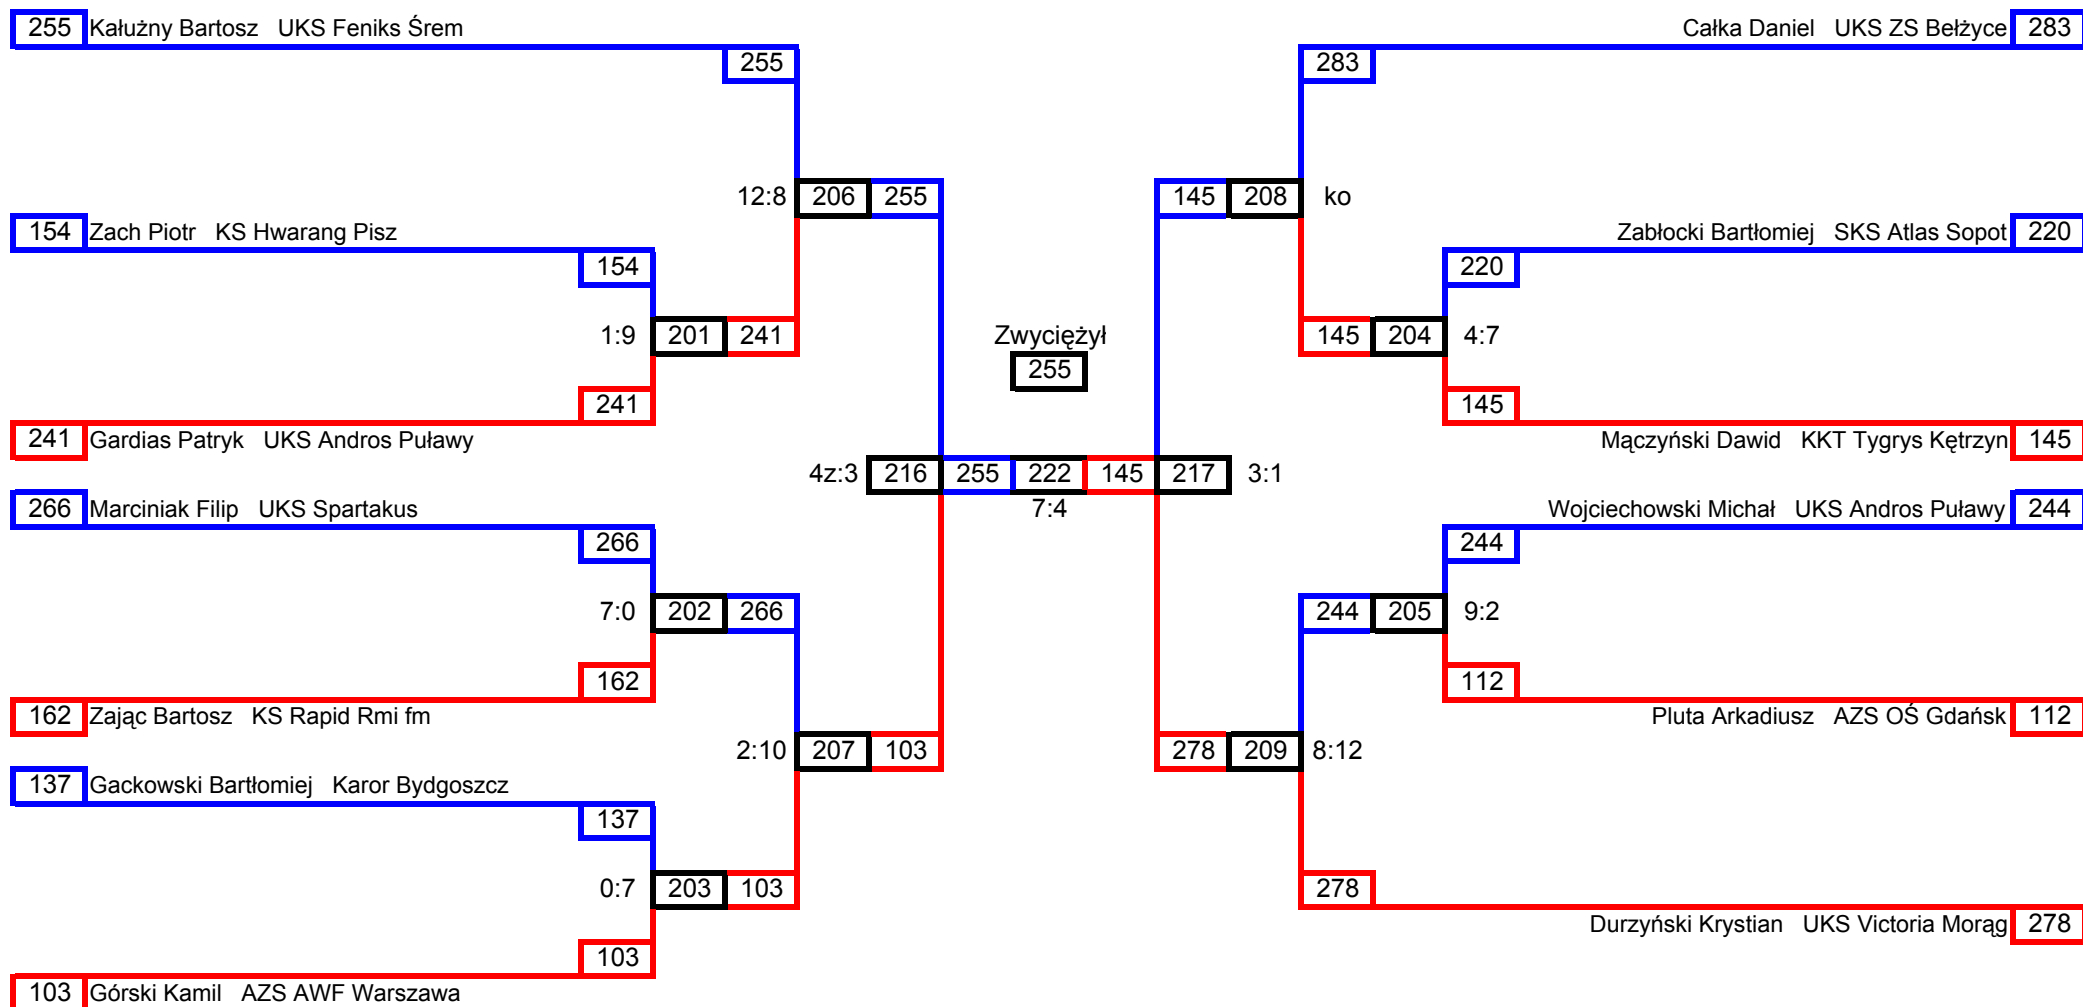 255 Kałużny Bartosz UKS Feniks Śrem
Całka Daniel UKS ZS Bełżyce 283
255
283
12:8 206 255
145 208 ko
154 Zach Piotr KS Hwarang Pisz
Zabłocki Bartłomiej SKS Atlas Sopot 220
154
220
1:9 201 241
Zwyciężył
145 204 4:7
255
241
145
241 Gardias Patryk UKS Andros Puławy
Mączyński Dawid KKT Tygrys Kętrzyn 145
4z:3 216 255 222 145 217 3:1
7:4
266 Marciniak Filip UKS Spartakus
Wojciechowski Michał UKS Andros Puławy 244
266
244
7:0 202 266
244 205 9:2
162
112
162 Zając Bartosz KS Rapid Rmi fm
Pluta Arkadiusz AZS OŚ Gdańsk 112
2:10 207 103
278 209 8:12
137 Gackowski Bartłomiej Karor Bydgoszcz
137
0:7 203 103
278
Durzyński Krystian UKS Victoria Morąg 278
103
103 Górski Kamil AZS AWF Warszawa